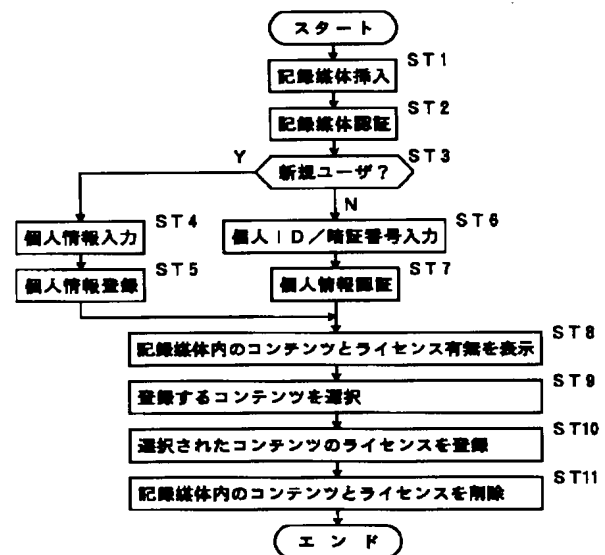 スタート
ST1
記録媒体挿入
ST2
記録媒体認証
ST3
新規ユーザ？
Y
N
ST4
個人情報入力
ST6
個人ID／暗証番号入力
ST5
個人情報登録
ST7
個人情報認証
ST8
記録媒体内のコンテンツとライセンス有無を表示
ST9
登録するコンテンツを選択
ST10
選択されたコンテンツのライセンスを登録
ST11
記録媒体内のコンテンツとライセンスを削除
エンド